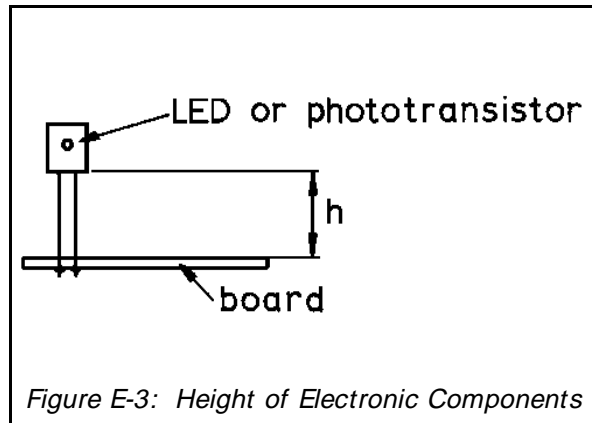 LED or phototransistor
h
board
Figure E-3: Height of Electronic Components